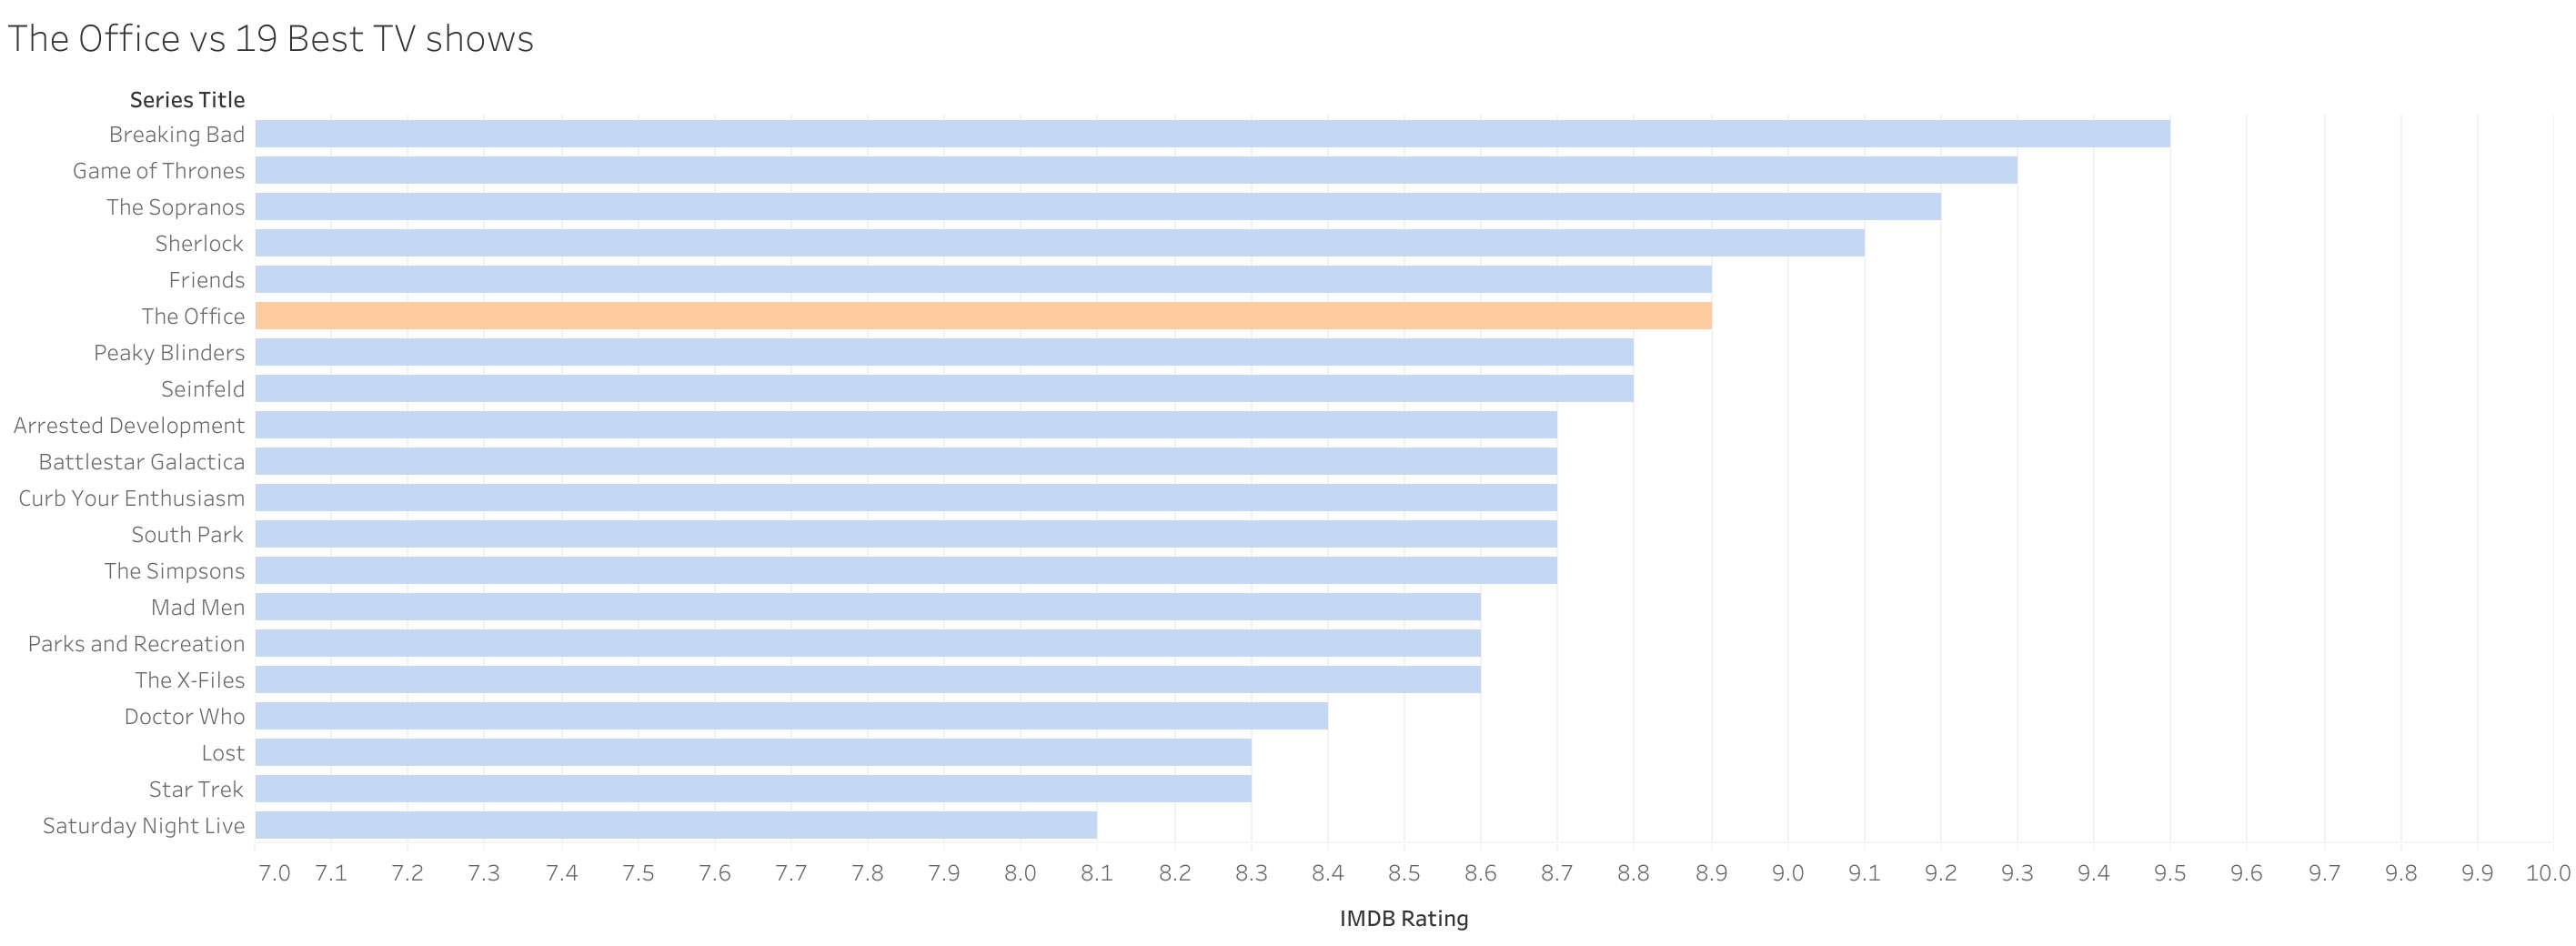 The Office vs 19 Best TV shows
Series Title
Breaking Bad
Game of Thrones
The Sopranos
Sherlock
Friends
The Office
Peaky Blinders
Seinfeld
Arrested Development
Battlestar Galactica
Curb Your Enthusiasm
South Park
The Simpsons
Mad Men
Parks and Recreation
The X-Files
Doctor Who
Lost
Star Trek
Saturday Night Live
7.0 7.1 7.2 7.3 7.4 7.5 7.6 7.7 7.8 7.9 8.0 8.1 8.2 8.3 8.4 8.5 8.6 8.7 8.8 8.9 9.0 9.1 9.2 9.3 9.4 9.5 9.6 9.7 9.8 9.9 10.0
IMDB Rating